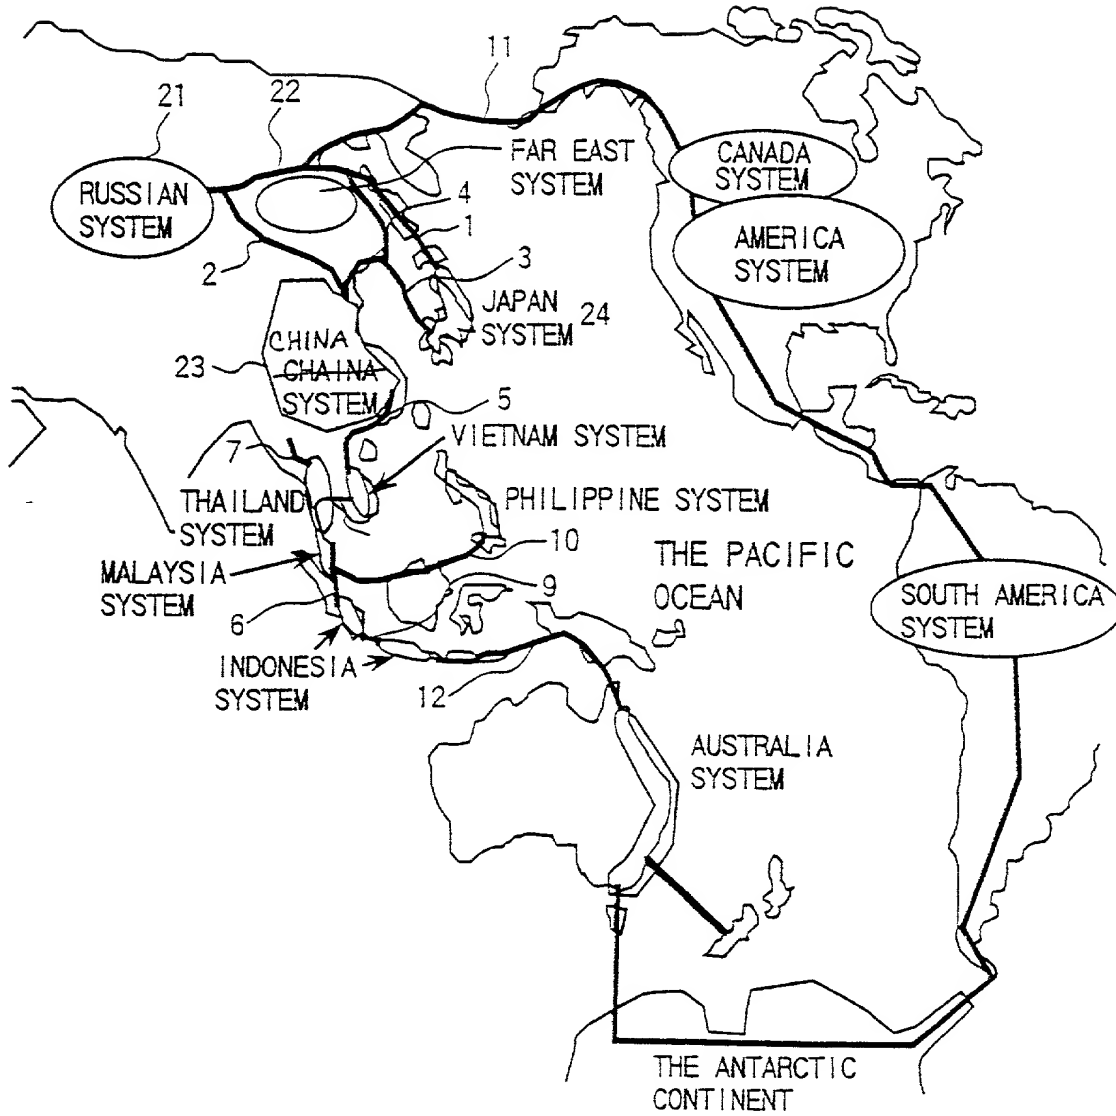 11
21
22
FAR EAST
SYSTEM
CANADA
SYSTEM
RUSSIAN
SYSTEM
4
1
AMERICA
SYSTEM
2
3
JAPAN
SYSTEM
24
CHINA
23
CHAINA
SYSTEM
5
VIETNAM SYSTEM
7
THAILAND
SYSTEM
PHILIPPINE SYSTEM
10
THE PACIFIC
OCEAN
MALAYSIA
SYSTEM
9
SOUTH AMERICA
SYSTEM
6
INDONESIA
SYSTEM
12
AUSTRALIA
SYSTEM
THE ANTARCTIC
CONTINENT